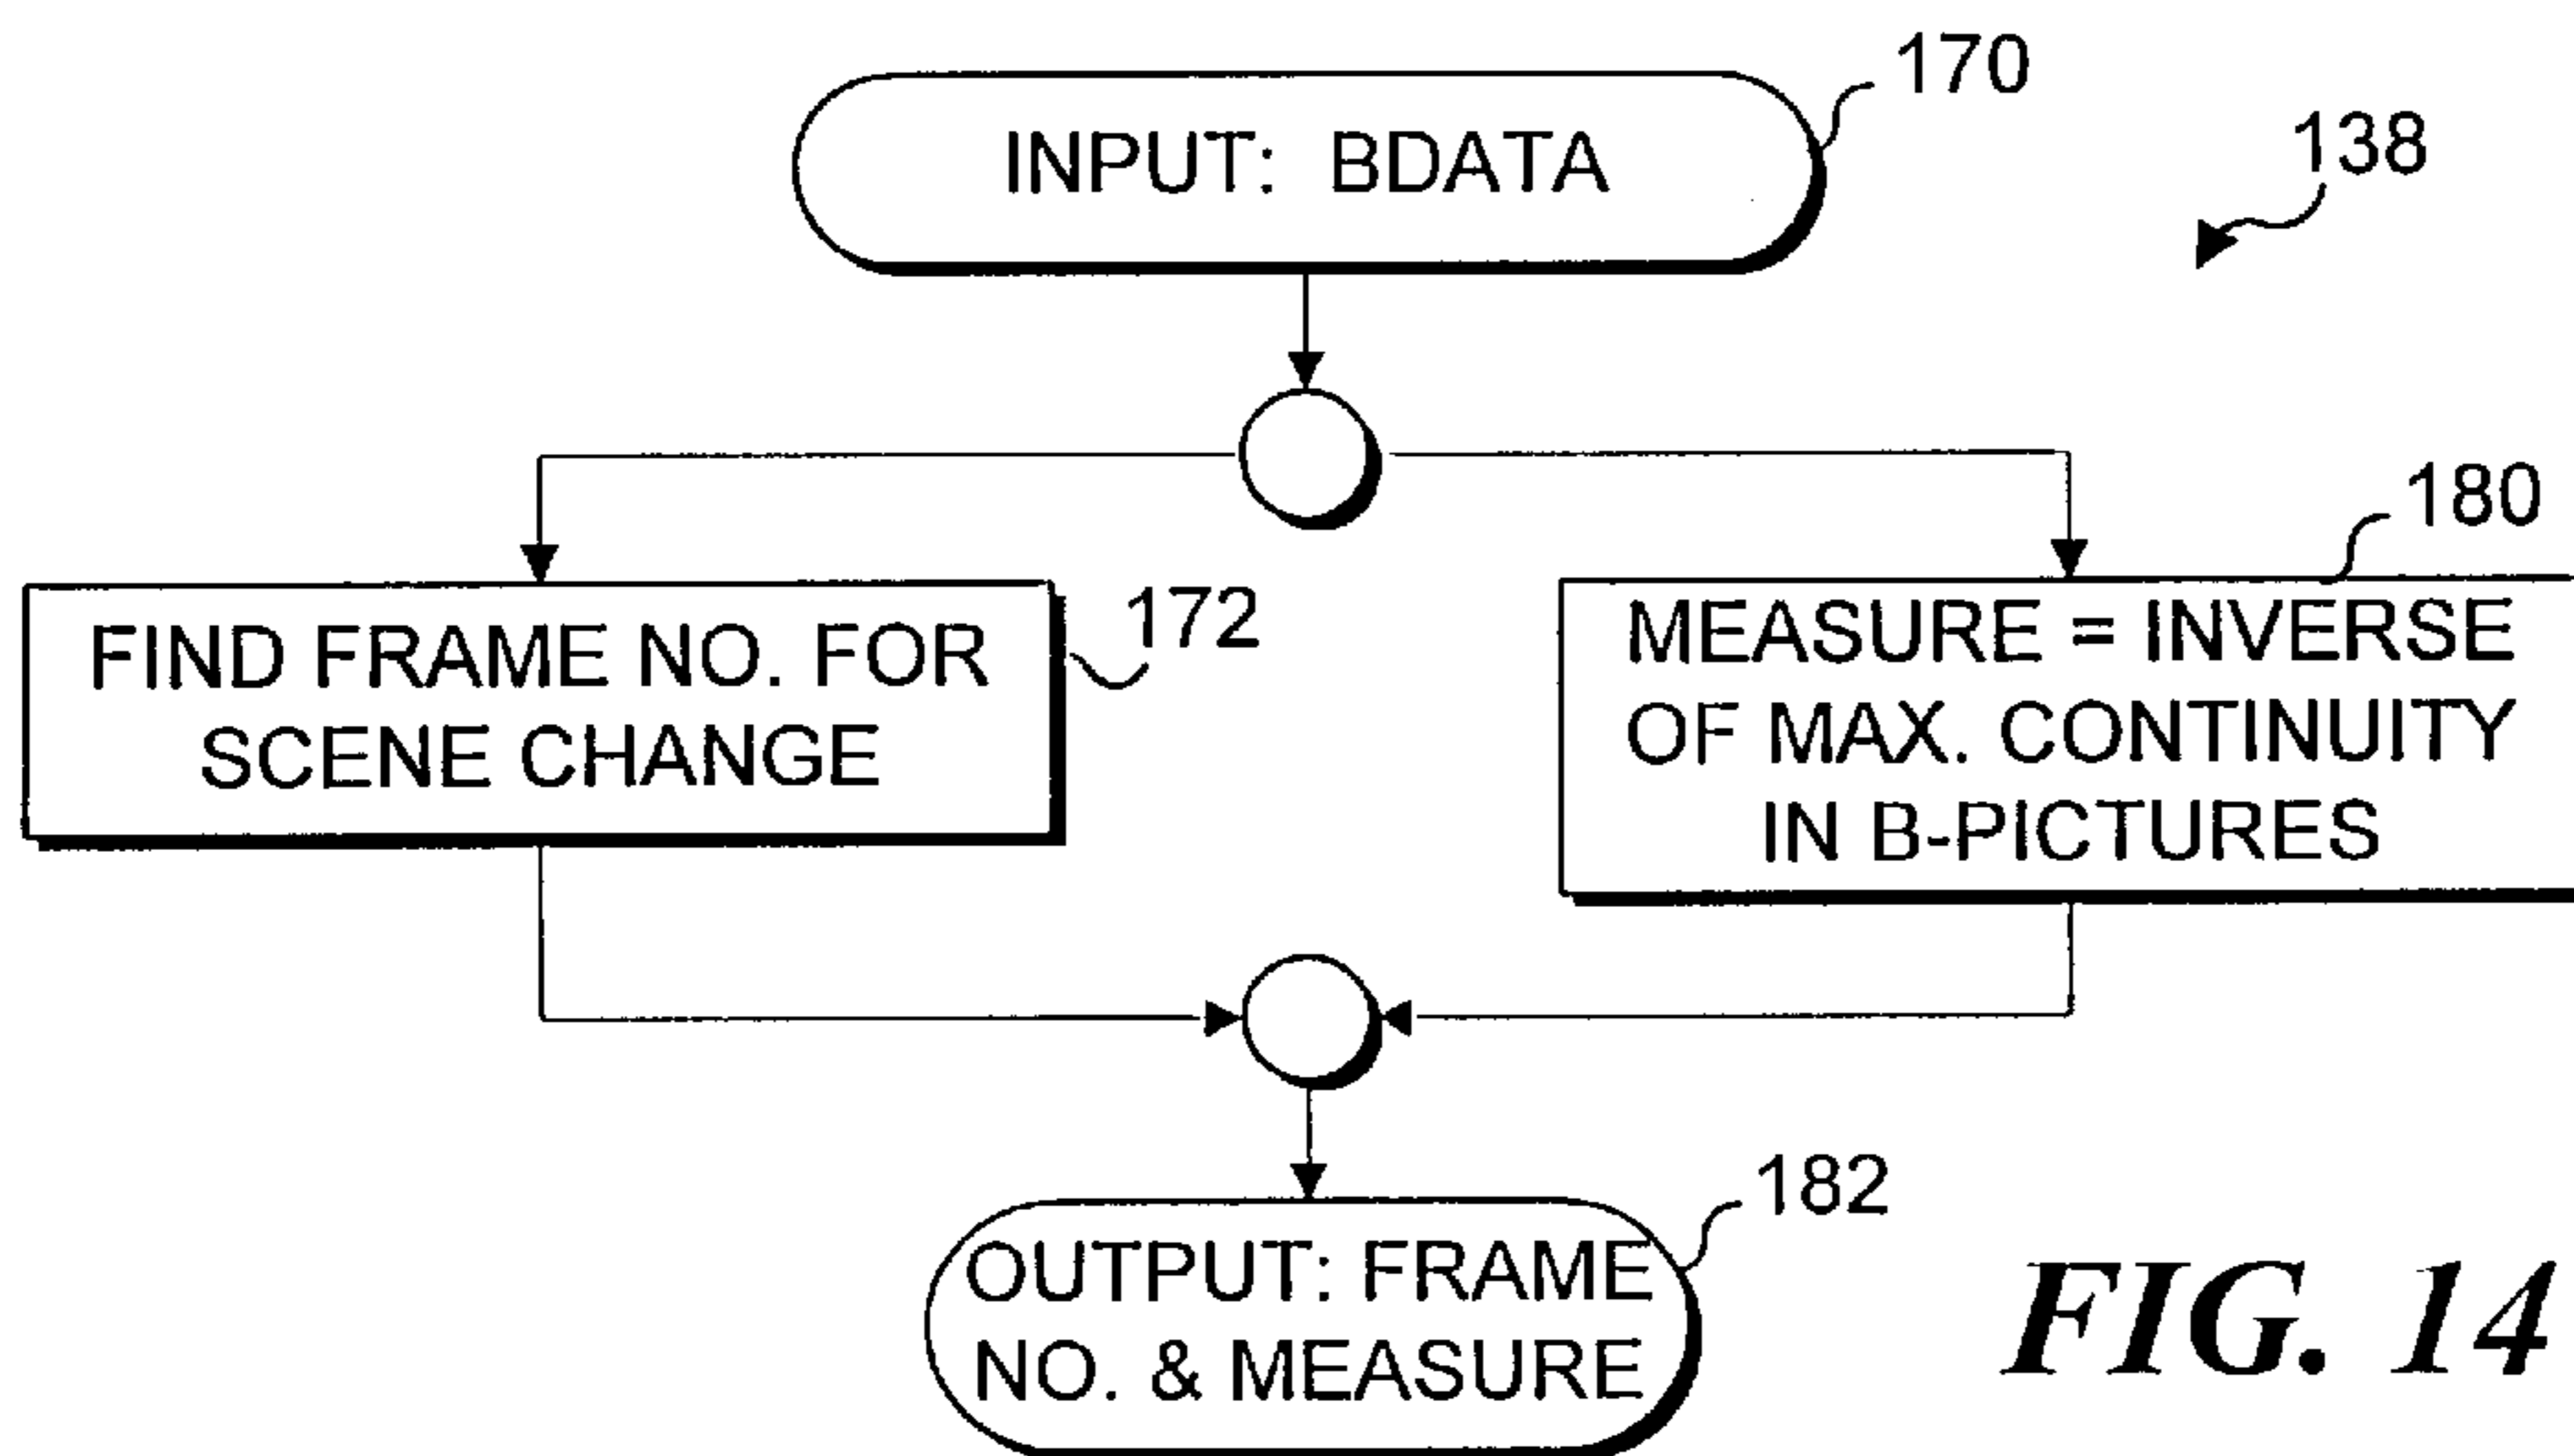 170
INPUT: BDATA
138
180
FIND FRAME NO. FOR
SCENE CHANGE
172
MEASURE = INVERSE
OF MAX. CONTINUITY
IN B-PICTURES
182
OUTPUT: FRAME
NO. & MEASURE
FIG. 14